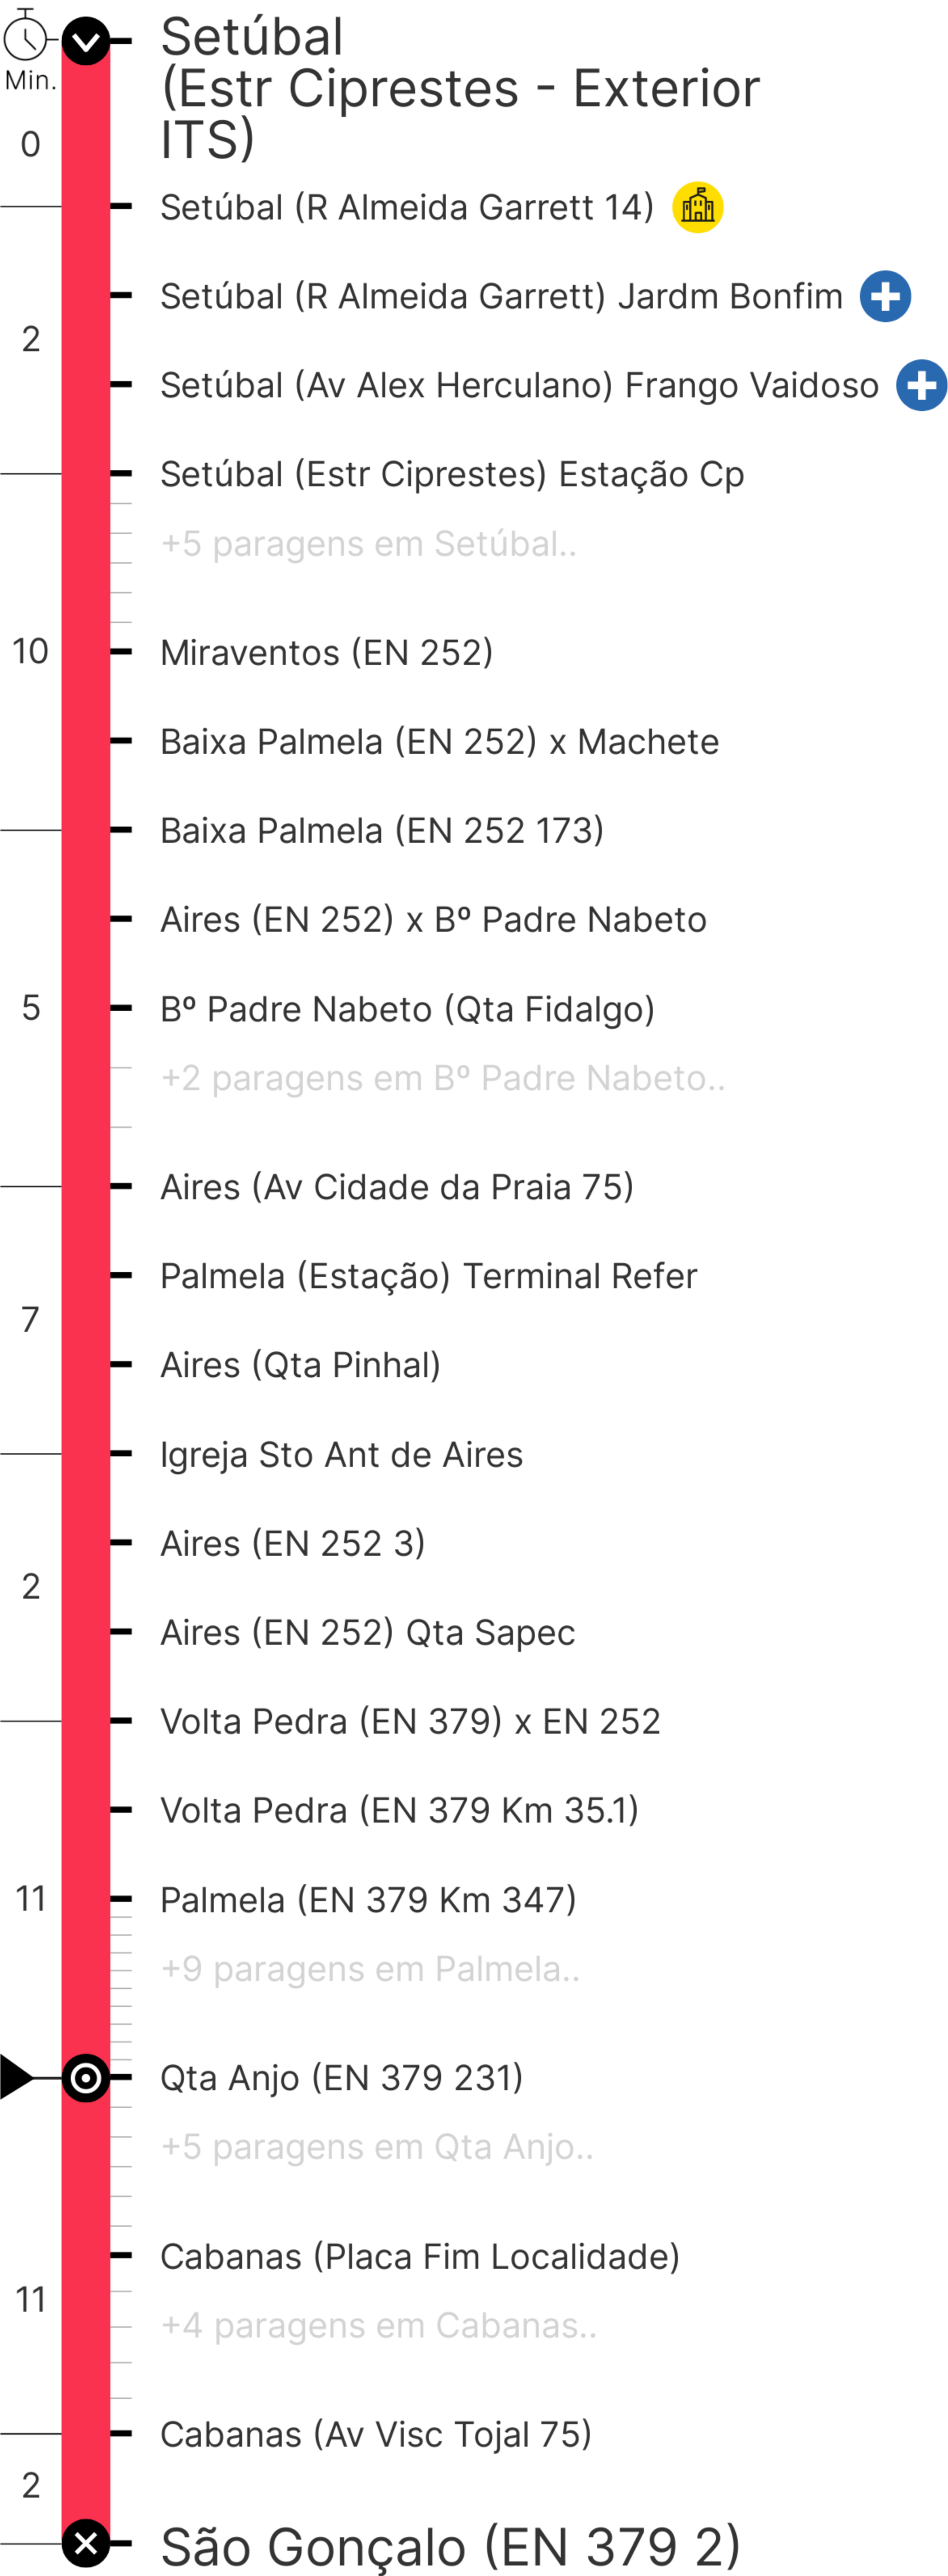 Setúbal
(Estr Ciprestes - Exterior
ITS)
Min.
0
Setúbal (R Almeida Garrett 14)
Setúbal (R Almeida Garrett) Jardm Bonfim
2
Setúbal (Av Alex Herculano) Frango Vaidoso
Setúbal (Estr Ciprestes) Estação Cp
+5 paragens em Setúbal..
10
Miraventos (EN 252)
Baixa Palmela (EN 252) x Machete
Baixa Palmela (EN 252 173)
Aires (EN 252) x Bº Padre Nabeto
5
Bº Padre Nabeto (Qta Fidalgo)
+2 paragens em Bº Padre Nabeto..
Aires (Av Cidade da Praia 75)
Palmela (Estação) Terminal Refer
7
Aires (Qta Pinhal)
Igreja Sto Ant de Aires
Aires (EN 252 3)
2
Aires (EN 252) Qta Sapec
Volta Pedra (EN 379) x EN 252
Volta Pedra (EN 379 Km 35.1)
11
Palmela (EN 379 Km 347)
+9 paragens em Palmela..
Qta Anjo (EN 379 231)
+5 paragens em Qta Anjo..
Cabanas (Placa Fim Localidade)
11
+4 paragens em Cabanas..
Cabanas (Av Visc Tojal 75)
2
São Gonçalo (EN 379 2)